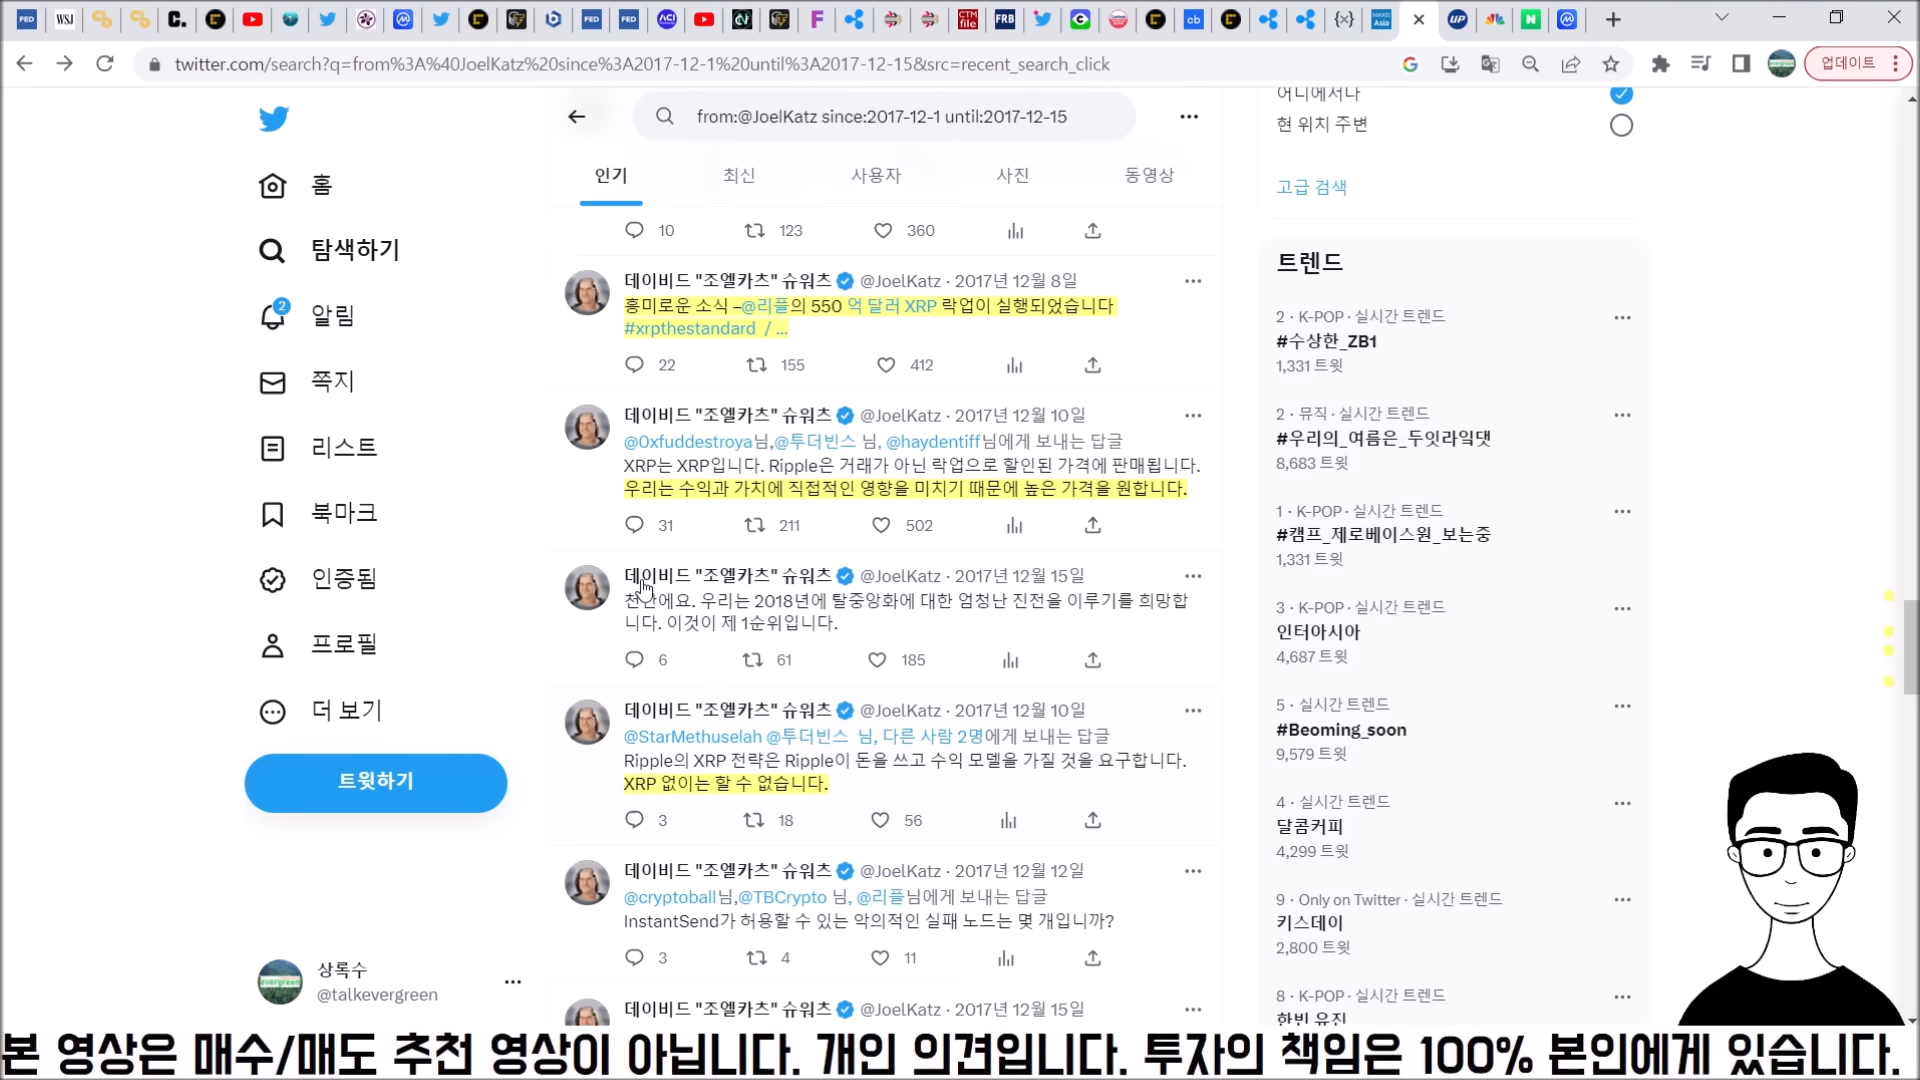 twitter.com/search?q=from%3A%40JoelKatz%20since%3A2017-12-1%20until%3A2017-12-15&src=recent_search_click
업데이트
from:@JoelKatz since:2017-12-1 until:2017-12-15
인기
최신
사용자
사진
동영상
홈
탐색하기
2
알림
쪽지
리스트
북마크
인증됨
프로필
더 보기
트윗하기
상록수
@talkevergreen
10 123 360
데이비드 "조엘카츠" 슈워츠 @JoelKatz · 2017년 12월 8일
흥미로운 소식 –@리플의 550 억 달러 XRP 락업이 실행되었습니다
#xrpthestandard / ...
22 155 412
데이비드 "조엘카츠" 슈워츠 @JoelKatz · 2017년 12월 10일
@0xfuddestroya님,@투더빈스 님, @haydentiff님에게 보내는 답글
XRP는 XRP입니다. Ripple은 거래가 아닌 락업으로 할인된 가격에 판매됩니다.
우리는 수익과 가치에 직접적인 영향을 미치기 때문에 높은 가격을 원합니다.
31 211 502
데이비드 "조엘카츠" 슈워츠 @JoelKatz · 2017년 12월 15일
천만에요. 우리는 2018년에 탈중앙화에 대한 엄청난 진전을 이루기를 희망합
니다. 이것이 제 1순위입니다.
6 61 185
데이비드 "조엘카츠" 슈워츠 @JoelKatz · 2017년 12월 10일
@StarMethuselah @투더빈스 님, 다른 사람 2명에게 보내는 답글
Ripple의 XRP 전략은 Ripple이 돈을 쓰고 수익 모델을 가질 것을 요구합니다.
XRP 없이는 할 수 없습니다.
3 18 56
데이비드 "조엘카츠" 슈워츠 @JoelKatz · 2017년 12월 12일
@cryptoball님,@TBCrypto 님, @리플님에게 보내는 답글
InstantSend가 허용할 수 있는 악의적인 실패 노드는 몇 개입니까?
3 4 11
데이비드 "조엘카츠" 슈워츠 @JoelKatz · 2017년 12월 15일
어디에서나
현 위치 주변
고급 검색
트렌드
2 · K-POP · 실시간 트렌드
#수상한_ZB1
1,331 트윗
2 · 뮤직 · 실시간 트렌드
#우리의_여름은_두잇라잌댓
8,683 트윗
1 · K-POP · 실시간 트렌드
#캠프_제로베이스원_보는중
1,331 트윗
3 · K-POP · 실시간 트렌드
인터아시아
4,687 트윗
5 · 실시간 트렌드
#Beoming_soon
9,579 트윗
4 · 실시간 트렌드
달콤커피
4,299 트윗
9 · Only on Twitter · 실시간 트렌드
키스데이
2,800 트윗
8 · K-POP · 실시간 트렌드
한빈 유진
본 영상은 매수/매도 추천 영상이 아닙니다. 개인 의견입니다. 투자의 책임은 100% 본인에게 있습니다.